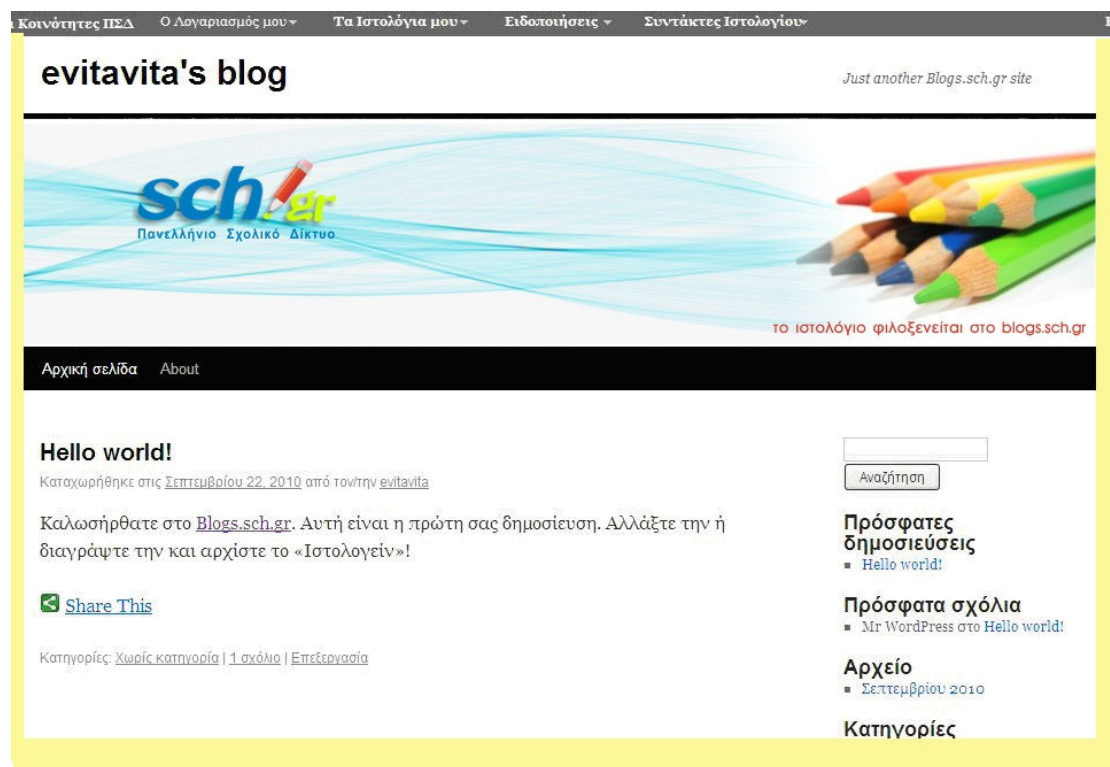 Κοινότητες ΠΣΔ Ο Λογαριασμός μου Τα Ιστολόγια μου Ειδοποιήσεις Συντάκτες Ιστολογίου
evitavita's blog
Just another Blogs.sch.gr site
sch.gr
Πανελλήνιο Σχολικό Δίκτυο
το ιστολόγιο φιλοξενείται στο blogs.sch.gr
Αρχική σελίδα About
Hello world!
Καταχωρήθηκε στις Σεπτεμβρίου 22, 2010 από τον/την evitavita
Καλωσήρθατε στο Blogs.sch.gr. Αυτή είναι η πρώτη σας δημοσίευση. Αλλάξτε την ή
διαγράψτε την και αρχίστε το «Ιστολογείν»!
Share This
Κατηγορίες: Χωρίς κατηγορία | 1 σχόλιο | Επεξεργασία
Αναζήτηση
Πρόσφατες
δημοσιεύσεις
Hello world!
Πρόσφατα σχόλια
Mr WordPress στο Hello world!
Αρχείο
Σεπτεμβρίου 2010
Κατηγορίες